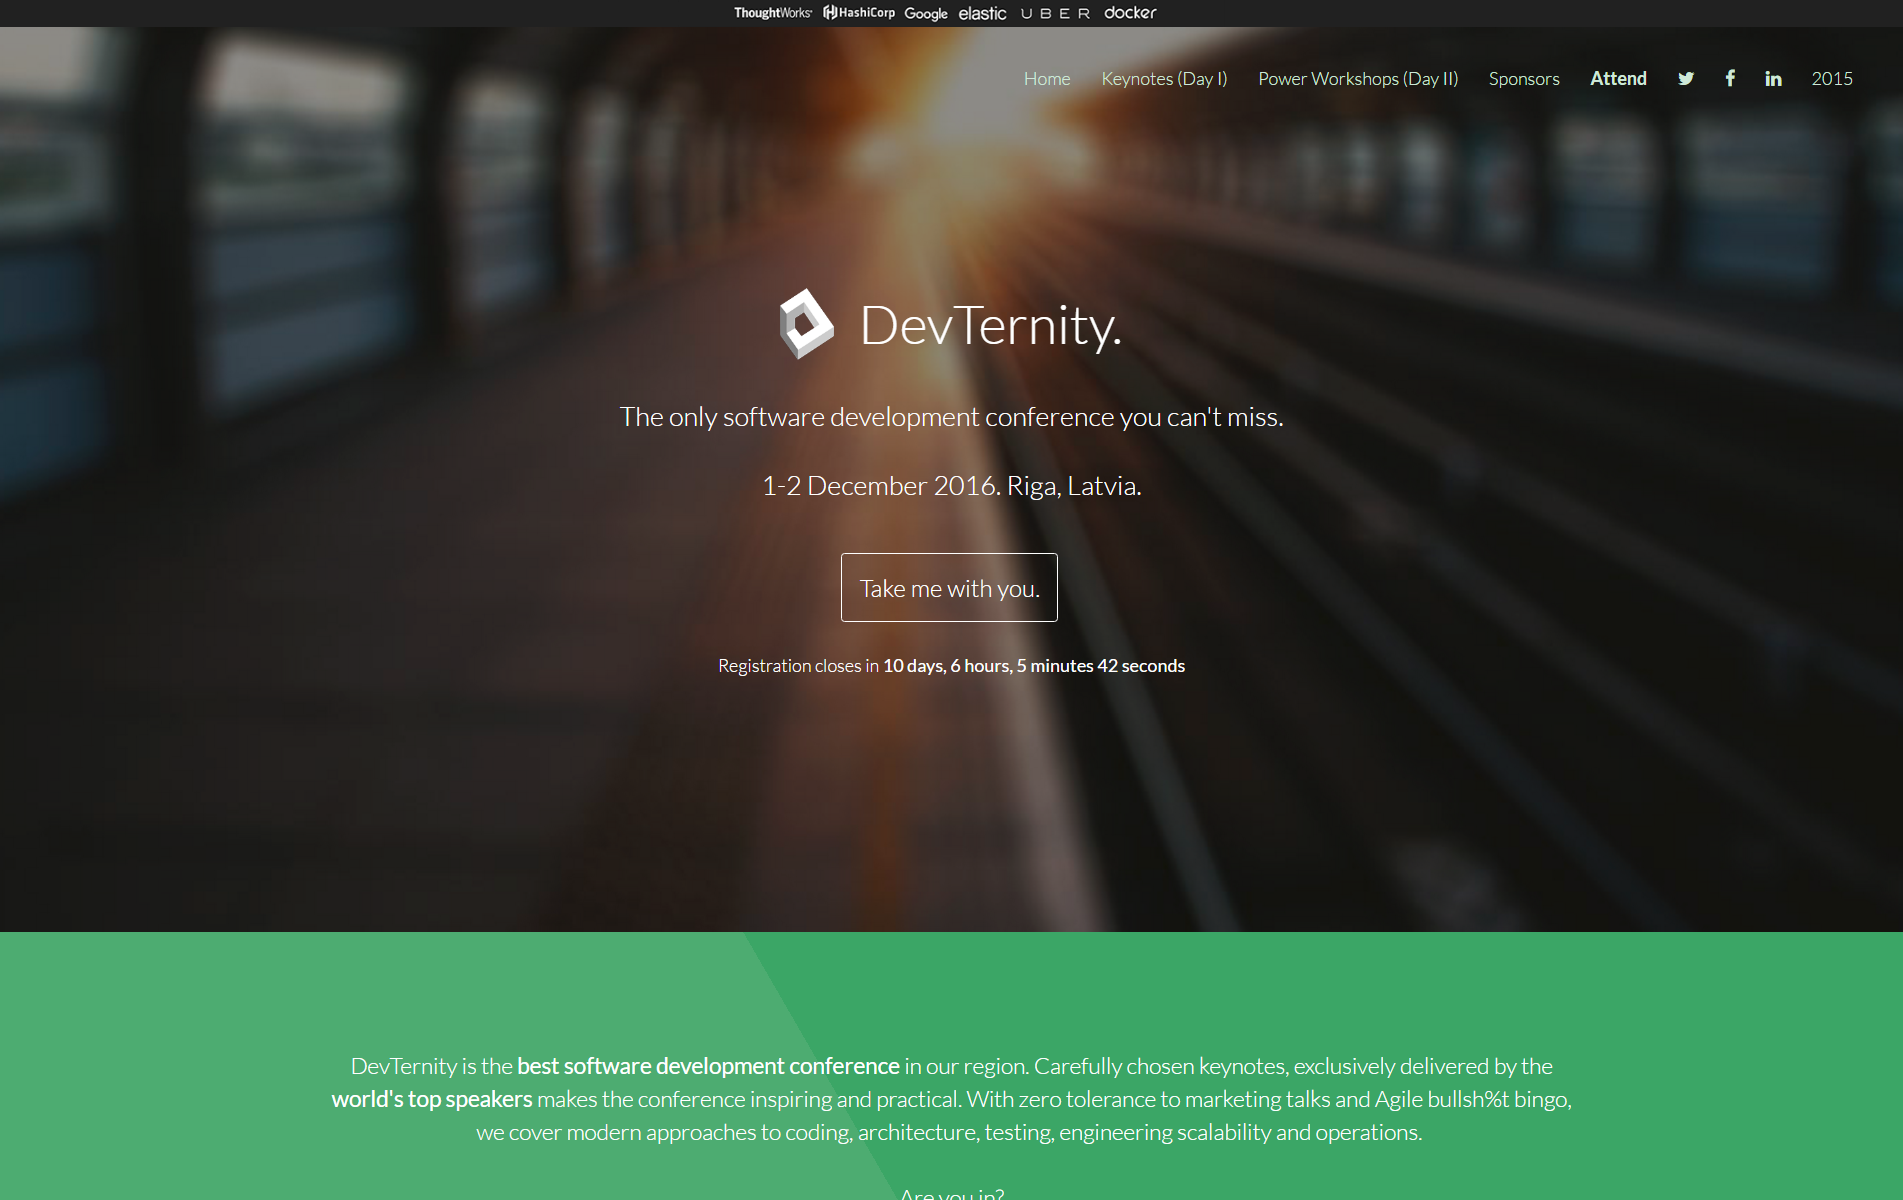 ThoughtWorks HashiCorp Google elastic UBER docker
Home Keynotes (Day I) Power Workshops (Day II) Sponsors Attend 2015
DevTernity.
The only software development conference you can't miss.
1-2 December 2016. Riga, Latvia.
Take me with you.
Registration closes in 10 days, 6 hours, 5 minutes 42 seconds
DevTernity is the best software development conference in our region. Carefully chosen keynotes, exclusively delivered by the
world's top speakers makes the conference inspiring and practical. With zero tolerance to marketing talks and Agile bullsh%t bingo,
we cover modern approaches to coding, architecture, testing, engineering scalability and operations.
Are you in?